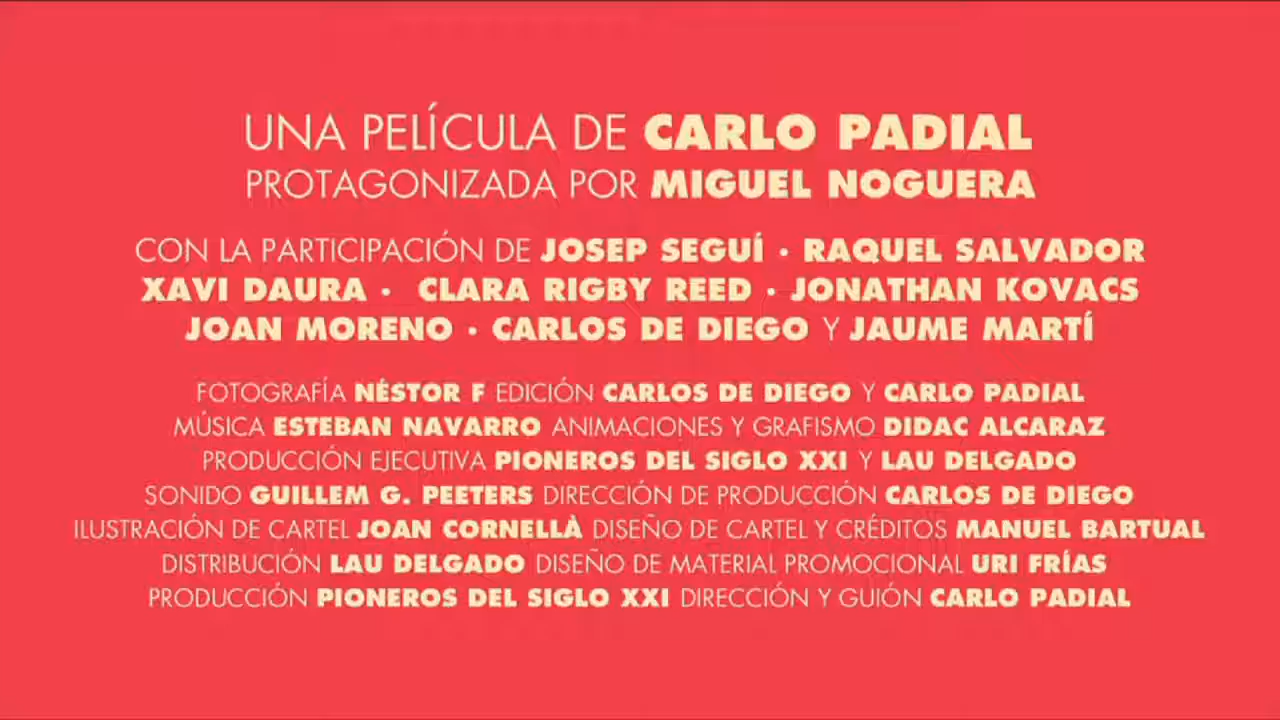 UNA PELÍCULA DE CARLO PADIAL
PROTAGONIZADA POR MIGUEL NOGUERA
CON LA PARTICIPACIÓN DE JOSEP SEGUÍ • RAQUEL SALVADOR
XAVI DAURA • CLARA RIGBY REED • JONATHAN KOVACS
JOAN MORENO • CARLOS DE DIEGO Y JAUME MARTÍ
FOTOGRAFÍA NÉSTOR F EDICIÓN CARLOS DE DIEGO Y CARLO PADIAL
MÚSICA ESTEBAN NAVARRO ANIMACIONES Y GRAFISMO DIDAC ALCARAZ
PRODUCCIÓN EJECUTIVA PIONEROS DEL SIGLO XXI Y LAU DELGADO
SONIDO GUILLEM G. PEETERS DIRECCIÓN DE PRODUCCIÓN CARLOS DE DIEGO
ILUSTRACIÓN DE CARTEL JOAN CORNELLÀ DISEÑO DE CARTEL Y CRÉDITOS MANUEL BARTUAL
DISTRIBUCIÓN LAU DELGADO DISEÑO DE MATERIAL PROMOCIONAL URI FRÍAS
PRODUCCIÓN PIONEROS DEL SIGLO XXI DIRECCIÓN Y GUIÓN CARLO PADIAL